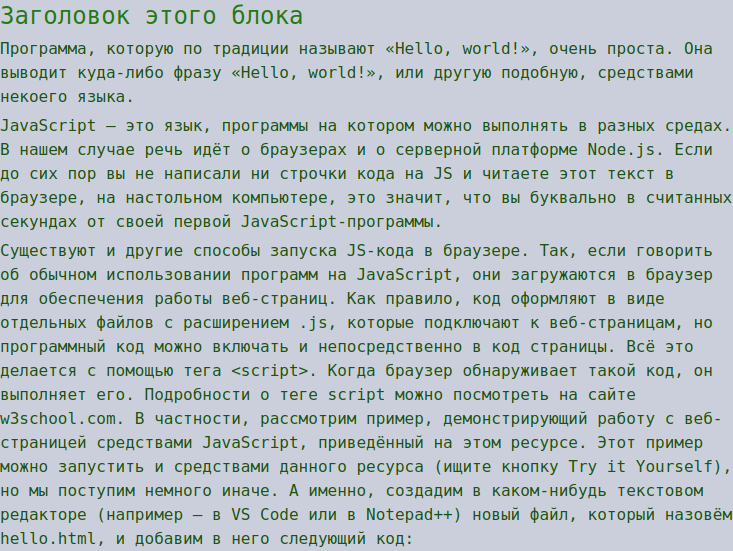 Заголовок этого блока
Программа, которую по традиции называют «Hello, world!», очень проста. Она
выводит куда-либо фразу «Hello, world!», или другую подобную, средствами
некоего языка.
JavaScript — это язык, программы на котором можно выполнять в разных средах.
В нашем случае речь идёт о браузерах и о серверной платформе Node.js. Если
до сих пор вы не написали ни строчки кода на JS и читаете этот текст в
браузере, на настольном компьютере, это значит, что вы буквально в считанных
секундах от своей первой JavaScript-программы.
Существуют и другие способы запуска JS-кода в браузере. Так, если говорить
об обычном использовании программ на JavaScript, они загружаются в браузер
для обеспечения работы веб-страниц. Как правило, код оформляют в виде
отдельных файлов с расширением .js, которые подключают к веб-страницам, но
программный код можно включать и непосредственно в код страницы. Всё это
делается с помощью тега <script>. Когда браузер обнаруживает такой код, он
выполняет его. Подробности о теге script можно посмотреть на сайте
w3school.com. В частности, рассмотрим пример, демонстрирующий работу с веб-
страницей средствами JavaScript, приведённый на этом ресурсе. Этот пример
можно запустить и средствами данного ресурса (ищите кнопку Try it Yourself),
но мы поступим немного иначе. А именно, создадим в каком-нибудь текстовом
редакторе (например — в VS Code или в Notepad++) новый файл, который назовём
hello.html, и добавим в него следующий код: